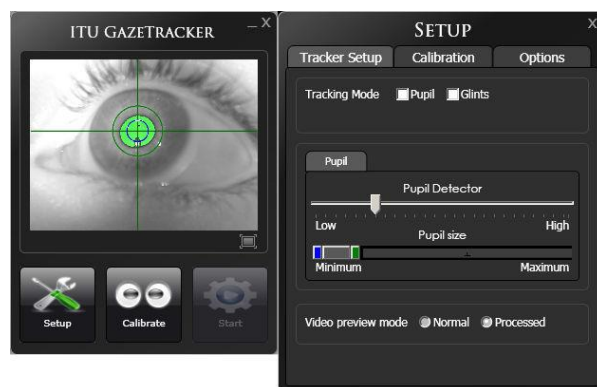 ITU GAZETRACKER
Setup
Calibrate
Start
SETUP
Tracker Setup Calibration Options
Tracking Mode Pupil Glints
Pupil
Pupil Detector
Low High
Pupil size
Minimum Maximum
Video preview mode Normal Processed